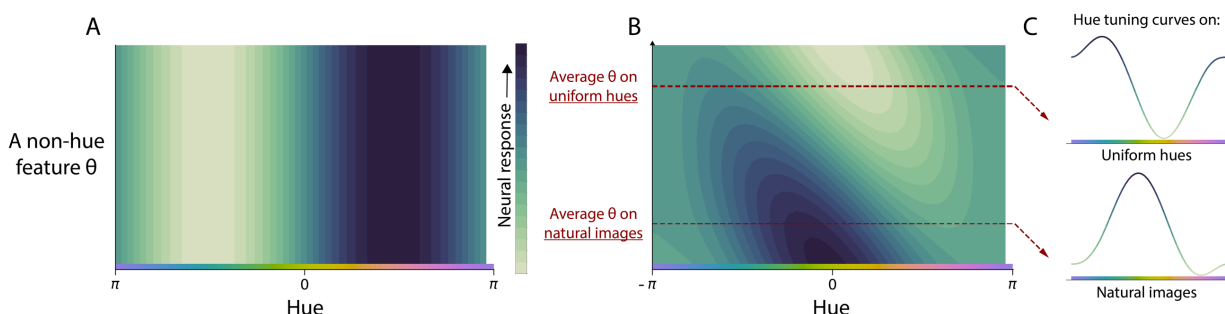 A
A non-hue
feature θ
π
0
π
Hue
Neural response
B
Average θ on
uniform hues
Average θ on
natural images
- π
0
π
Hue
C
Hue tuning curves on:
Uniform hues
Natural images